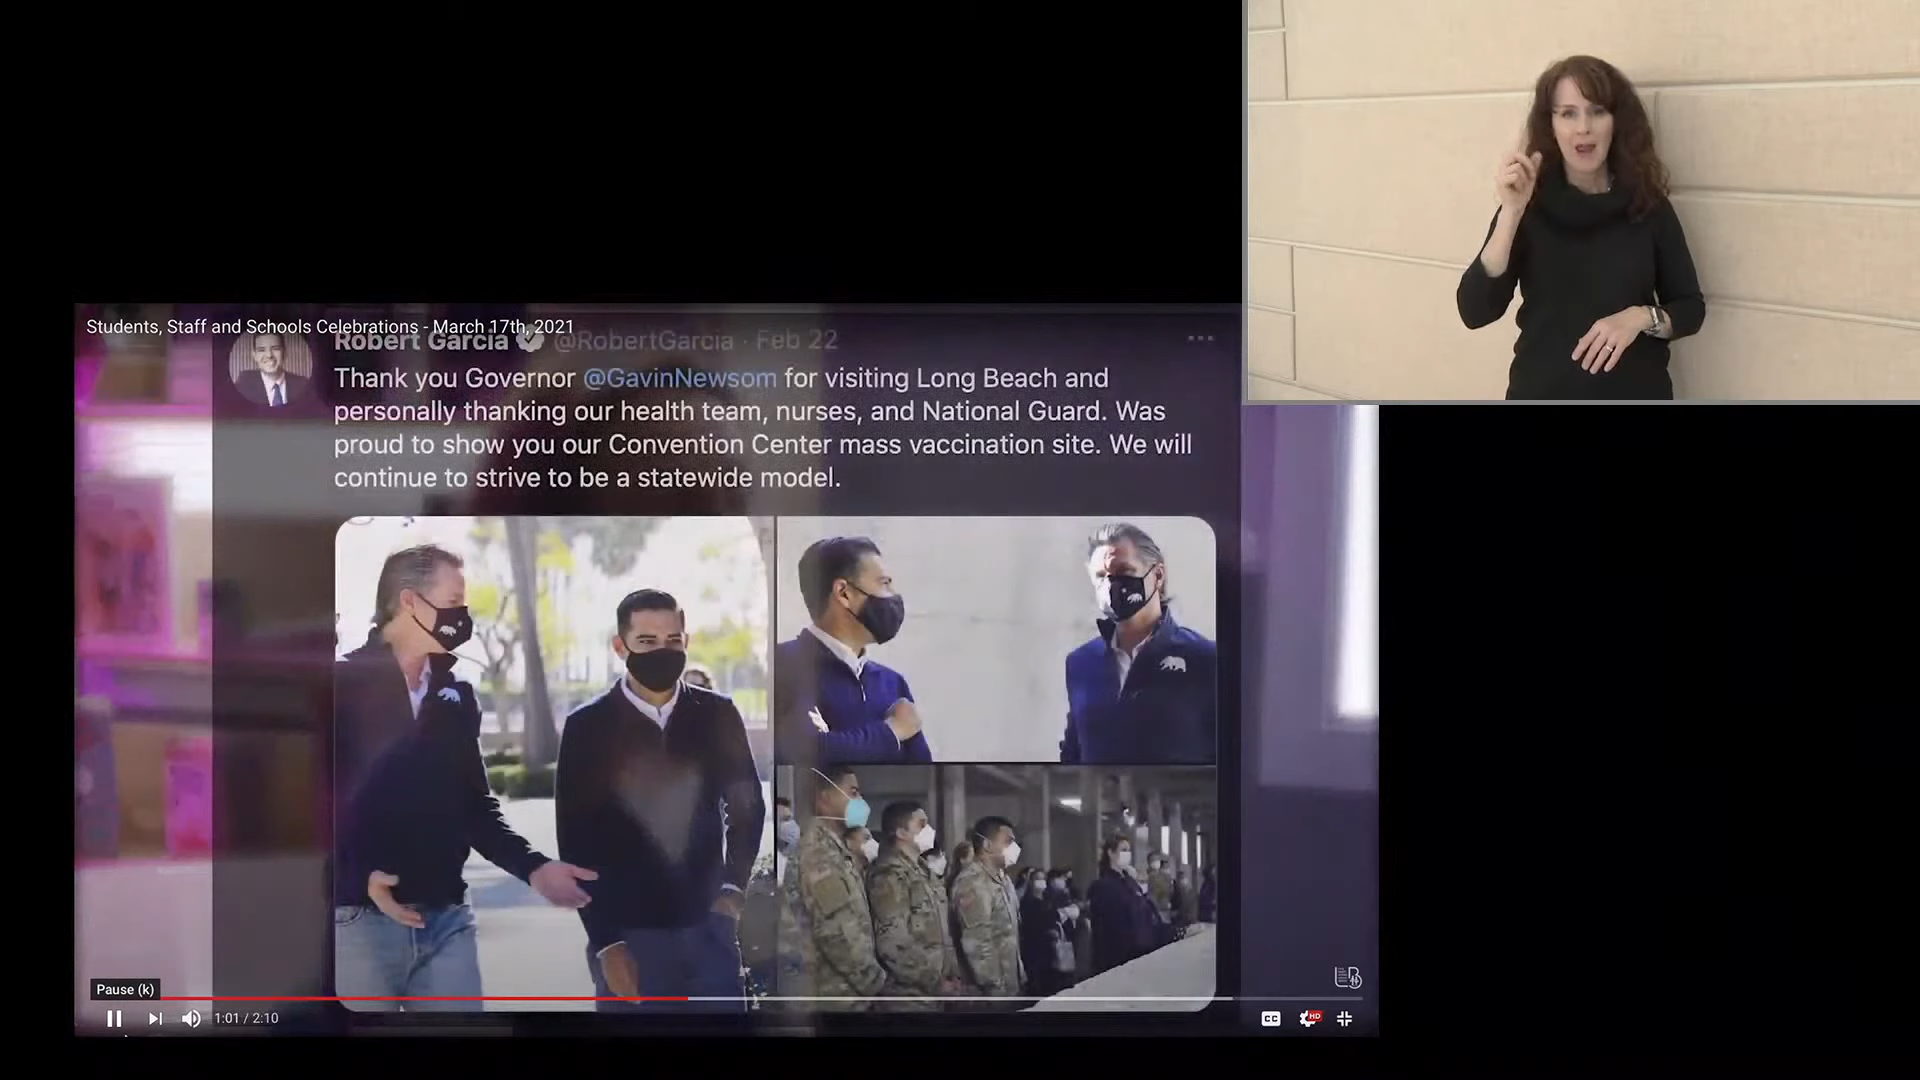 Students, Staff and Schools Celebrations - March 17th, 2021
Robert Garcia @RobertGarcia · Feb 22
Thank you Governor @GavinNewsom for visiting Long Beach and
personally thanking our health team, nurses, and National Guard. Was
proud to show you our Convention Center mass vaccination site. We will
continue to strive to be a statewide model.
Pause (k)
1:01 / 2:10
CC
HD